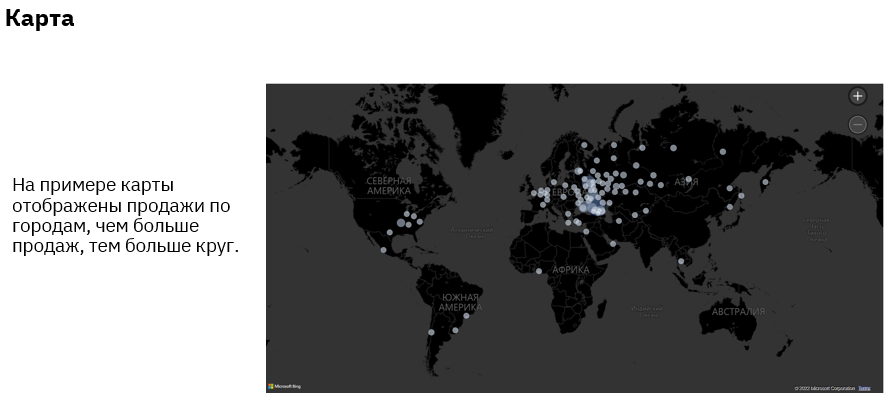 Карта
На примере карты
отображены продажи по
городам, чем больше
продаж, тем больше круг.
СЕВЕРНАЯ
АМЕРИКА
ЕВРОПА
АЗИЯ
АФРИКА
ЮЖНАЯ
АМЕРИКА
АВСТРАЛИЯ
Microsoft Bing
© 2022 Microsoft Corporation Terms